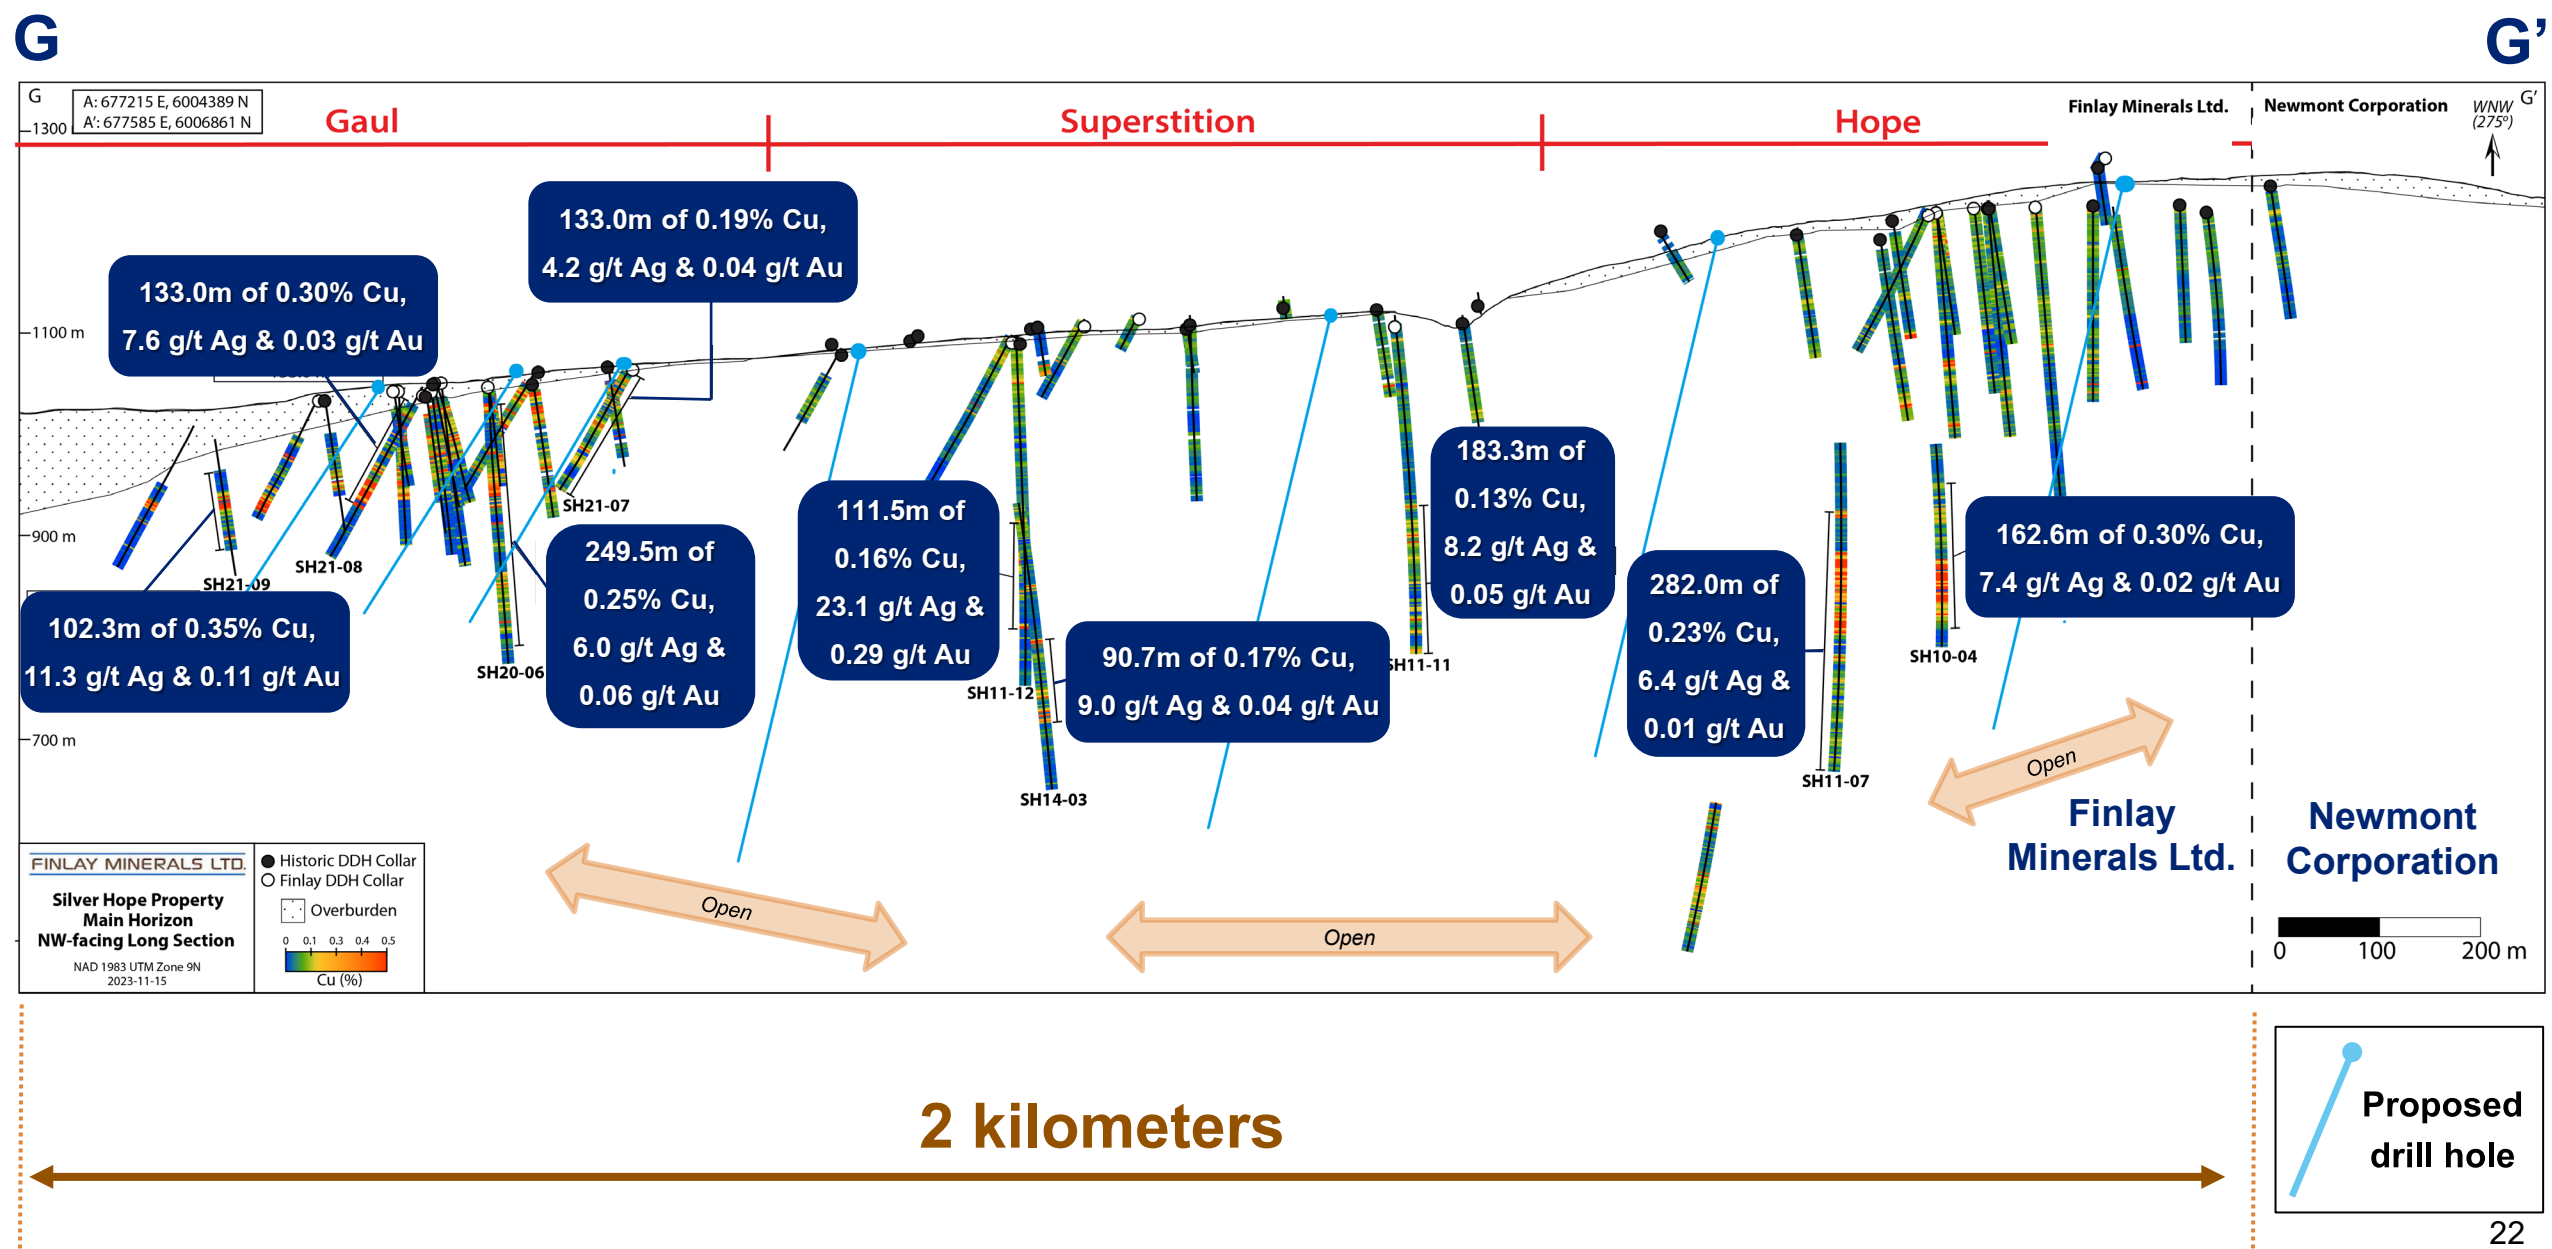 G
G’
G
A: 677215 E, 6004389 N
A’: 677585 E, 6006861 N
Gaul
Superstition
Hope
Finlay Minerals Ltd.
Newmont Corporation
WNW
(275º)
G’
1300
1100 m
900 m
700 m
133.0m of 0.19% Cu,
4.2 g/t Ag & 0.04 g/t Au
133.0m of 0.30% Cu,
7.6 g/t Ag & 0.03 g/t Au
102.3m of 0.35% Cu,
11.3 g/t Ag & 0.11 g/t Au
249.5m of
0.25% Cu,
6.0 g/t Ag &
0.06 g/t Au
111.5m of
0.16% Cu,
23.1 g/t Ag &
0.29 g/t Au
90.7m of 0.17% Cu,
9.0 g/t Ag & 0.04 g/t Au
183.3m of
0.13% Cu,
8.2 g/t Ag &
0.05 g/t Au
282.0m of
0.23% Cu,
6.4 g/t Ag &
0.01 g/t Au
162.6m of 0.30% Cu,
7.4 g/t Ag & 0.02 g/t Au
SH21-09
SH21-08
SH21-07
SH20-06
SH11-12
SH14-03
SH11-11
SH11-07
SH10-04
Open
Open
Open
Finlay
Minerals Ltd.
Newmont
Corporation
0 100 200 m
FINLAY MINERALS LTD.
Silver Hope Property
Main Horizon
NW-facing Long Section
NAD 1983 UTM Zone 9N
2023-11-15
Historic DDH Collar
Finlay DDH Collar
Overburden
0 0.1 0.3 0.4 0.5
Cu (%)
2 kilometers
Proposed
drill hole
22